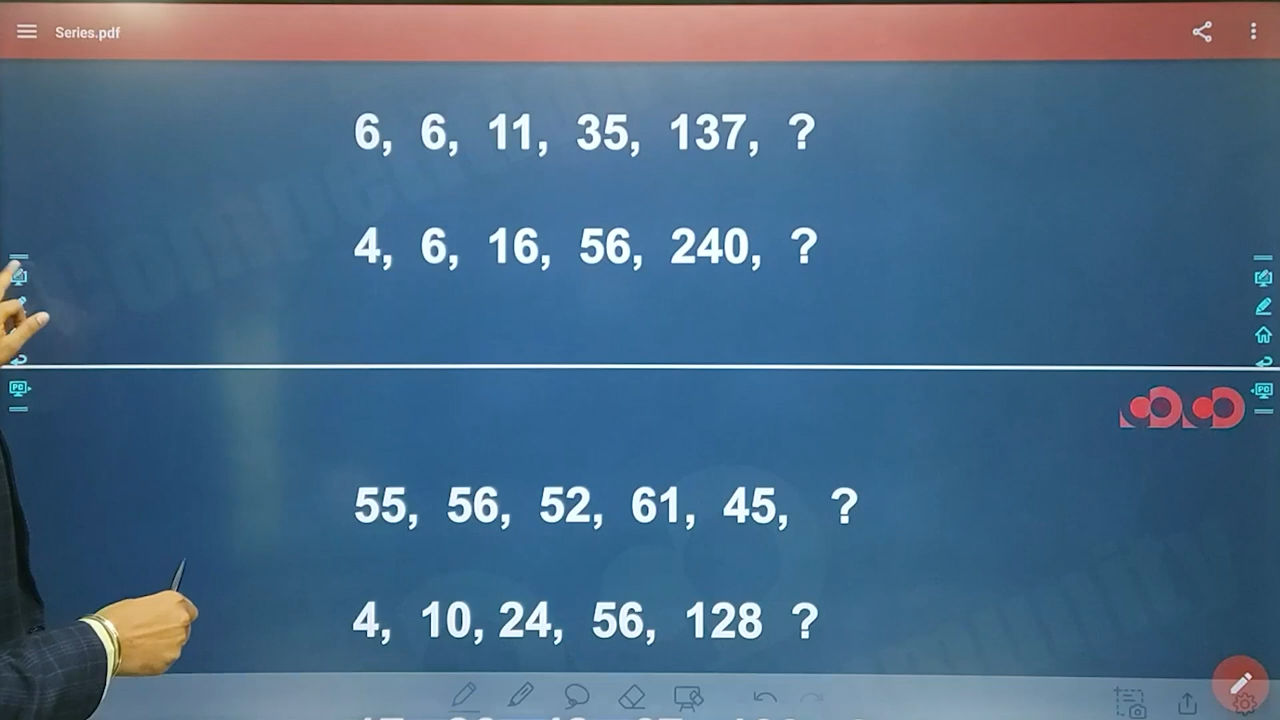 Series.pdf
6, 6, 11, 35, 137, ?
4, 6, 16, 56, 240, ?
55, 56, 52, 61, 45, ?
4, 10, 24, 56, 128 ?